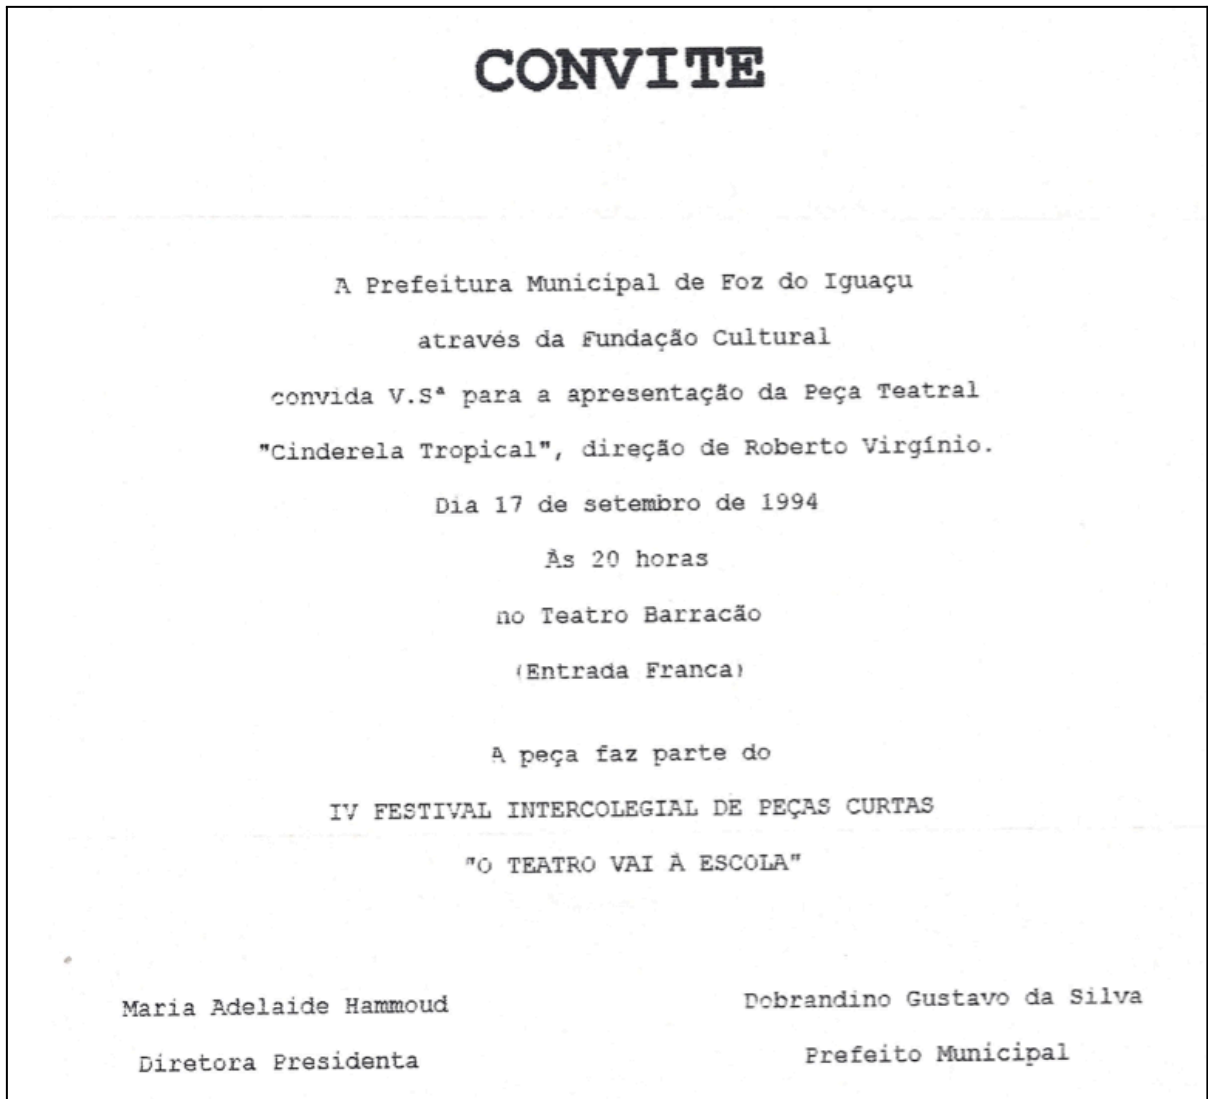 CONVITE
A Prefeitura Municipal de Foz do Iguaçu
através da Fundação Cultural
convida V.Sª para a apresentação da Peça Teatral
"Cinderela Tropical", direção de Roberto Virgínio.
Dia 17 de setembro de 1994
Às 20 horas
no Teatro Barracão
(Entrada Franca)
A peça faz parte do
IV FESTIVAL INTERCOLEGIAL DE PEÇAS CURTAS
"O TEATRO VAI À ESCOLA"
Maria Adelaide Hammoud
Diretora Presidenta
Dobrandino Gustavo da Silva
Prefeito Municipal